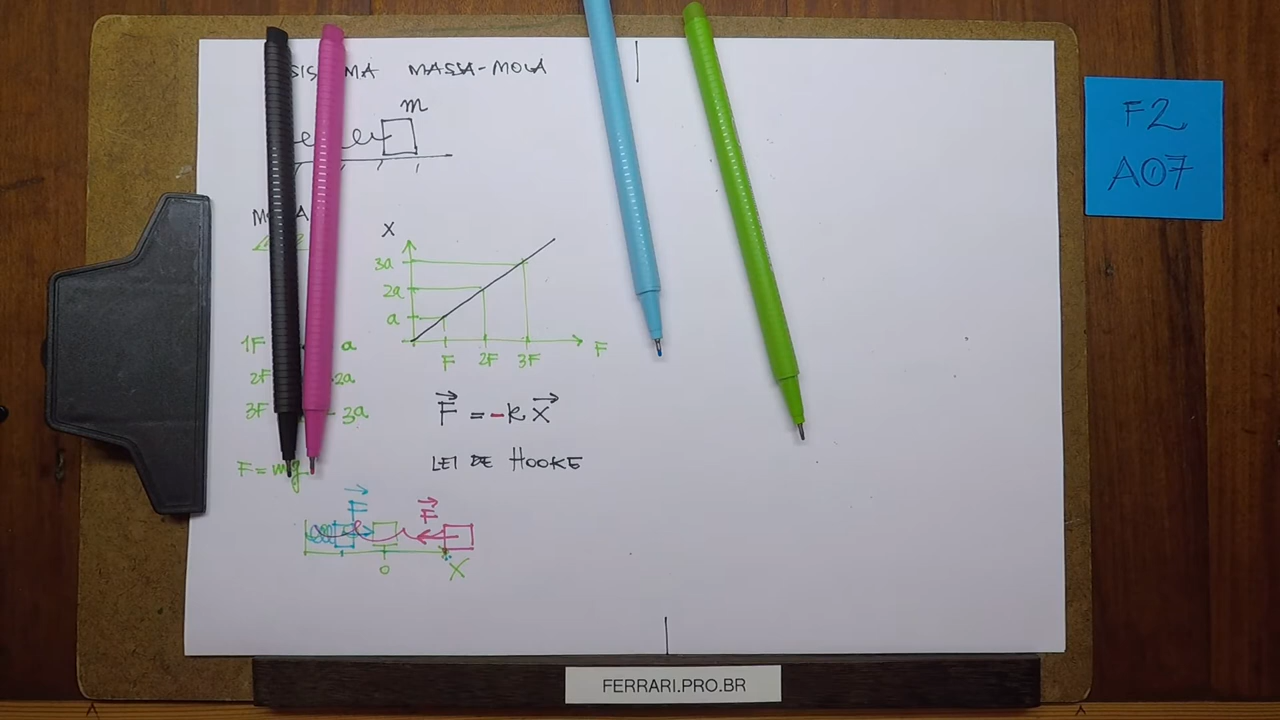 MASSA-MOLA
m
F2
A07
X
3a
2a
a
F 2F 3F F
1F a
2F 2a
3F - 3a
F = -kX
LEI DE HOOKE
F = mg
F F
0 X
FERRARI.PRO.BR